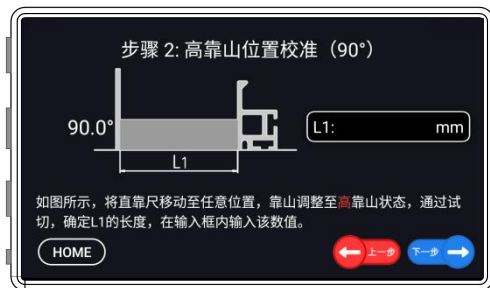 步骤 2: 高靠山位置校准（90°）
90.0°
L1: mm
L1
如图所示，将直靠尺移动至任意位置，靠山调整至高靠山状态，通过试
切，确定L1的长度，在输入框内输入该数值。
HOME
上一步
下一步